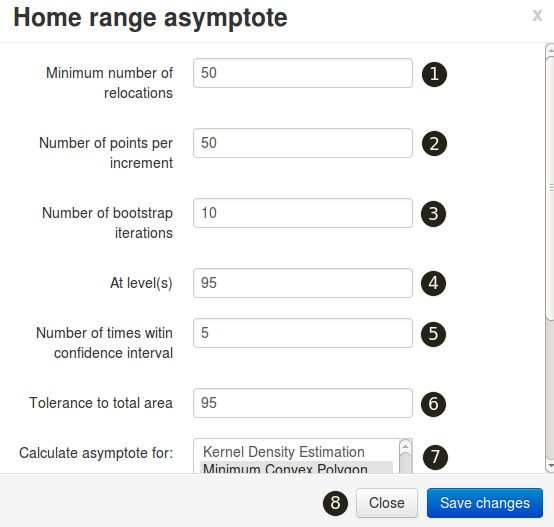 Home range asymptote x
Minimum number of 50 1
relocations
Number of points per 50 2
increment
Number of bootstrap 10 3
iterations
At level(s) 95 4
Number of times witin 5 5
confidence interval
Tolerance to total area 95 6
Calculate asymptote for: Kernel Density Estimation 7
Minimum Convex Polygon
8 Close Save changes